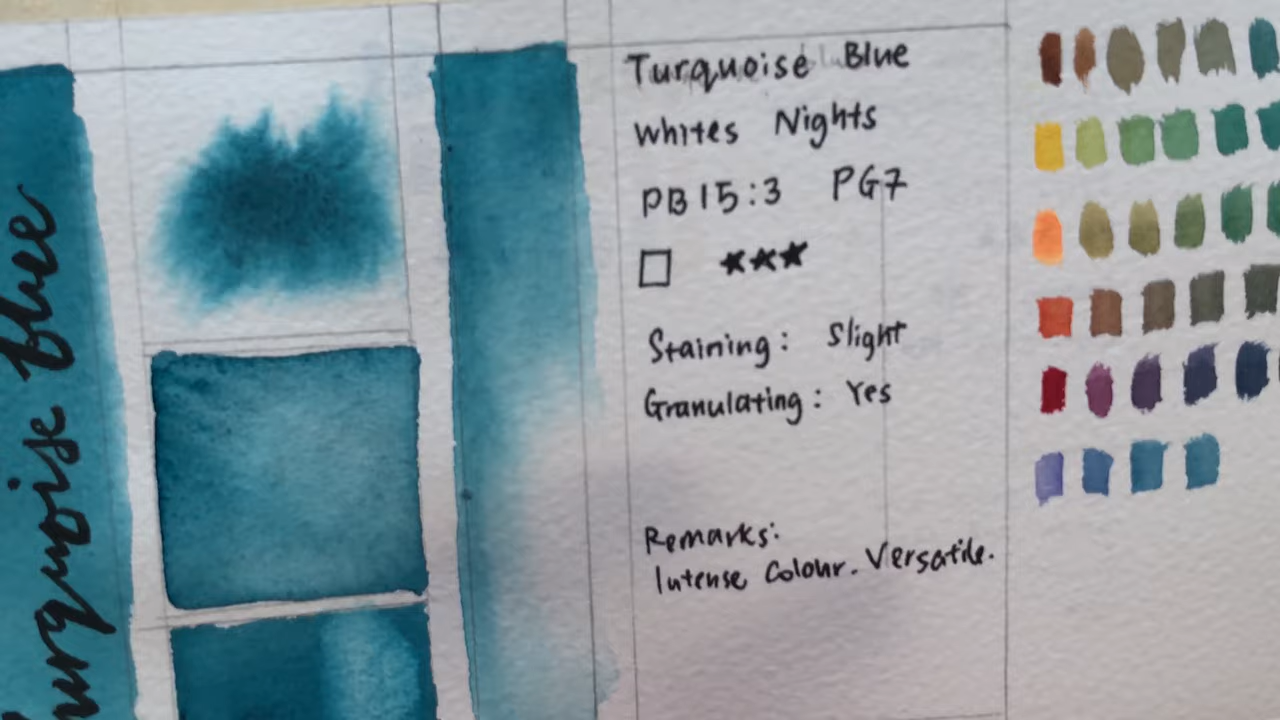 Turquoise blue
Turquoise Blue
Whites Nights
PB15:3 PG7
□ ★★★
Staining: Slight
Granulating: Yes
Remarks:
Intense Colour. Versatile.